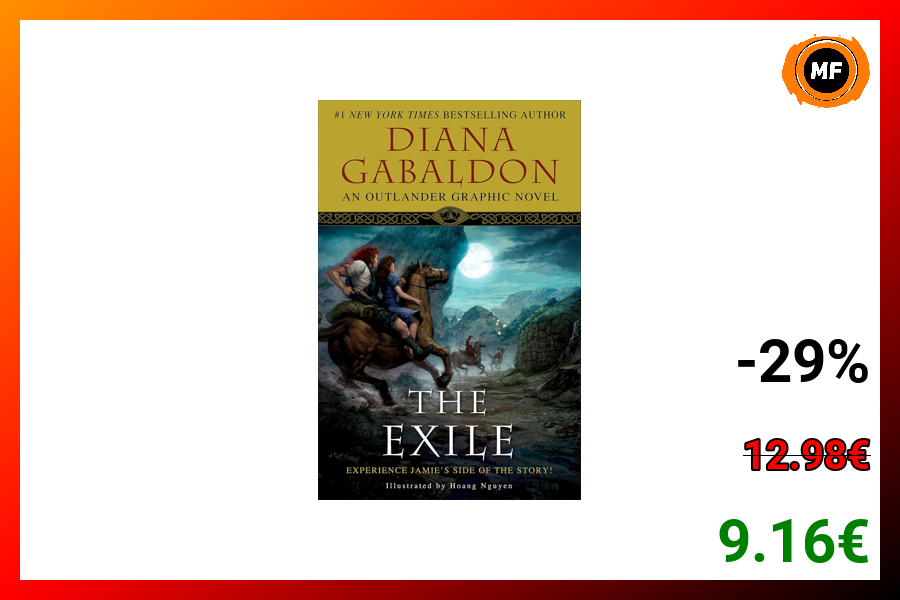 MF
#1 NEW YORK TIMES BESTSELLING AUTHOR
DIANA
GABALDON
AN OUTLANDER GRAPHIC NOVEL
THE
EXILE
EXPERIENCE JAMIE'S SIDE OF THE STORY!
Illustrated by Hoang Nguyen
-29%
12.98€
9.16€